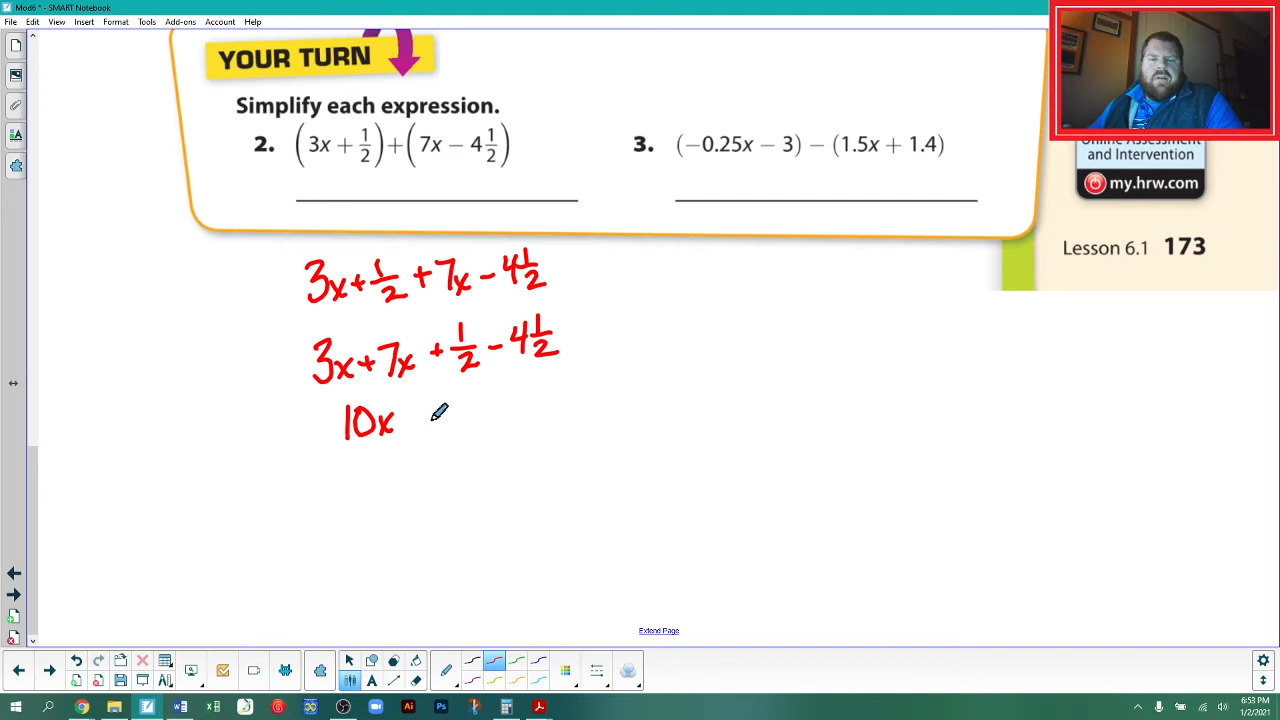 Mod6 * - SMART Notebook
File Edit View Insert Format Tools Add-ons Account Help
YOUR TURN
Simplify each expression.
2. (3x + 1/2) + (7x − 4 1/2)
3. (−0.25x − 3) − (1.5x + 1.4)
and Intervention
my.hrw.com
Lesson 6.1 173
3x + 1/2 + 7x − 4 1/2
3x + 7x + 1/2 − 4 1/2
10x
Extend Page
6:53 PM
1/2/2021